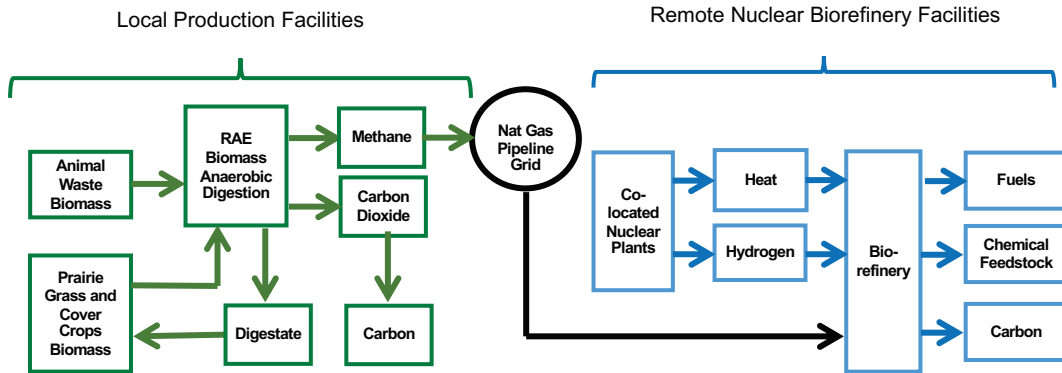 Local Production Facilities
Remote Nuclear Biorefinery Facilities
Animal
Waste
Biomass
RAE
Biomass
Anaerobic
Digestion
Methane
Carbon
Dioxide
Prairie
Grass and
Cover
Crops
Biomass
Digestate
Carbon
Nat Gas
Pipeline
Grid
Co-
located
Nuclear
Plants
Heat
Hydrogen
Bio-
refinery
Fuels
Chemical
Feedstock
Carbon